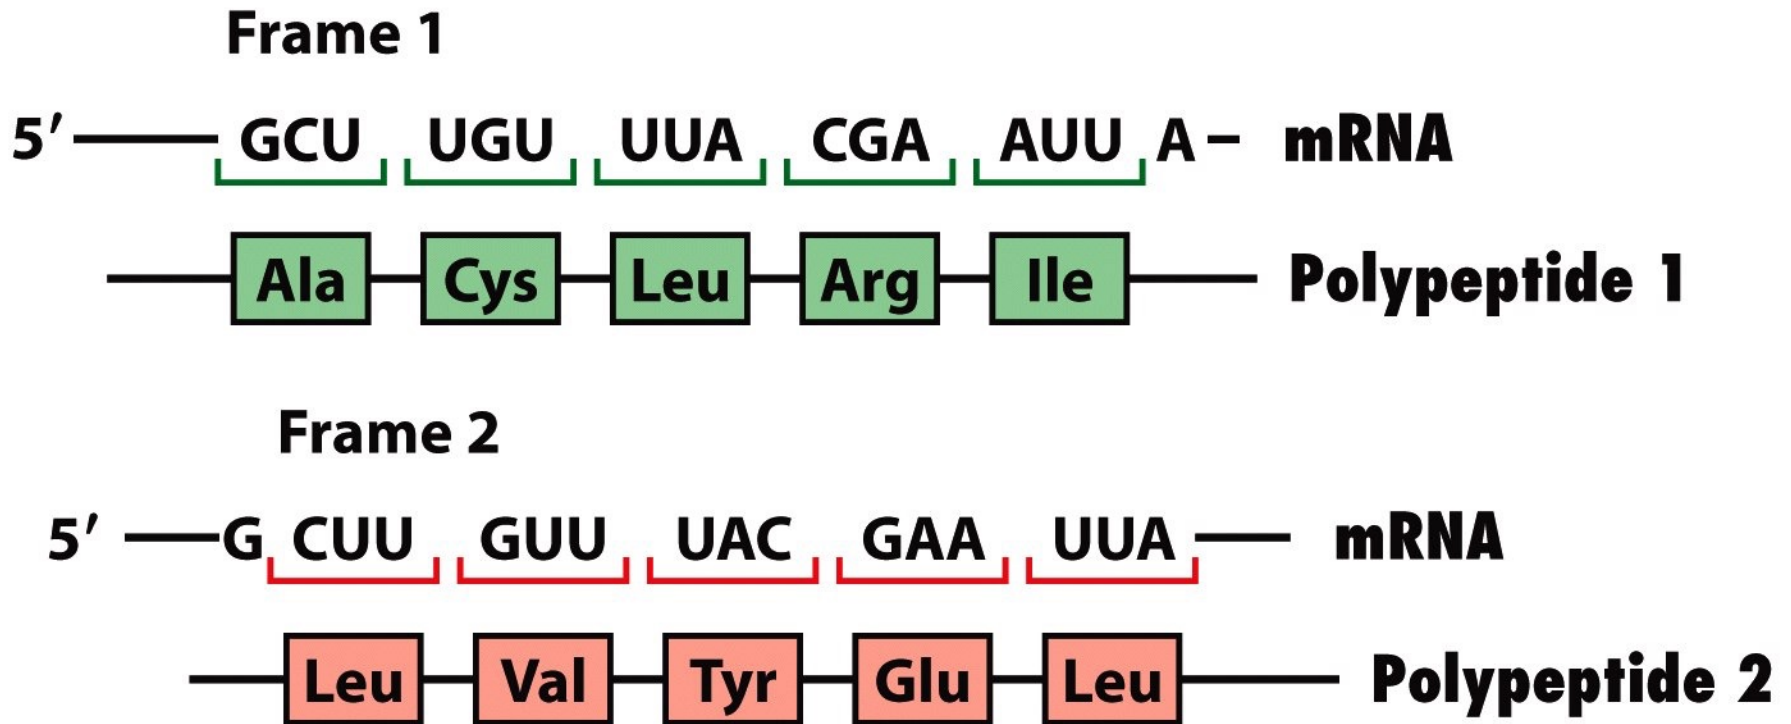 Frame 1
5′ GCU UGU UUA CGA AUU A – mRNA
Ala Cys Leu Arg Ile Polypeptide 1
Frame 2
5′ G CUU GUU UAC GAA UUA mRNA
Leu Val Tyr Glu Leu Polypeptide 2